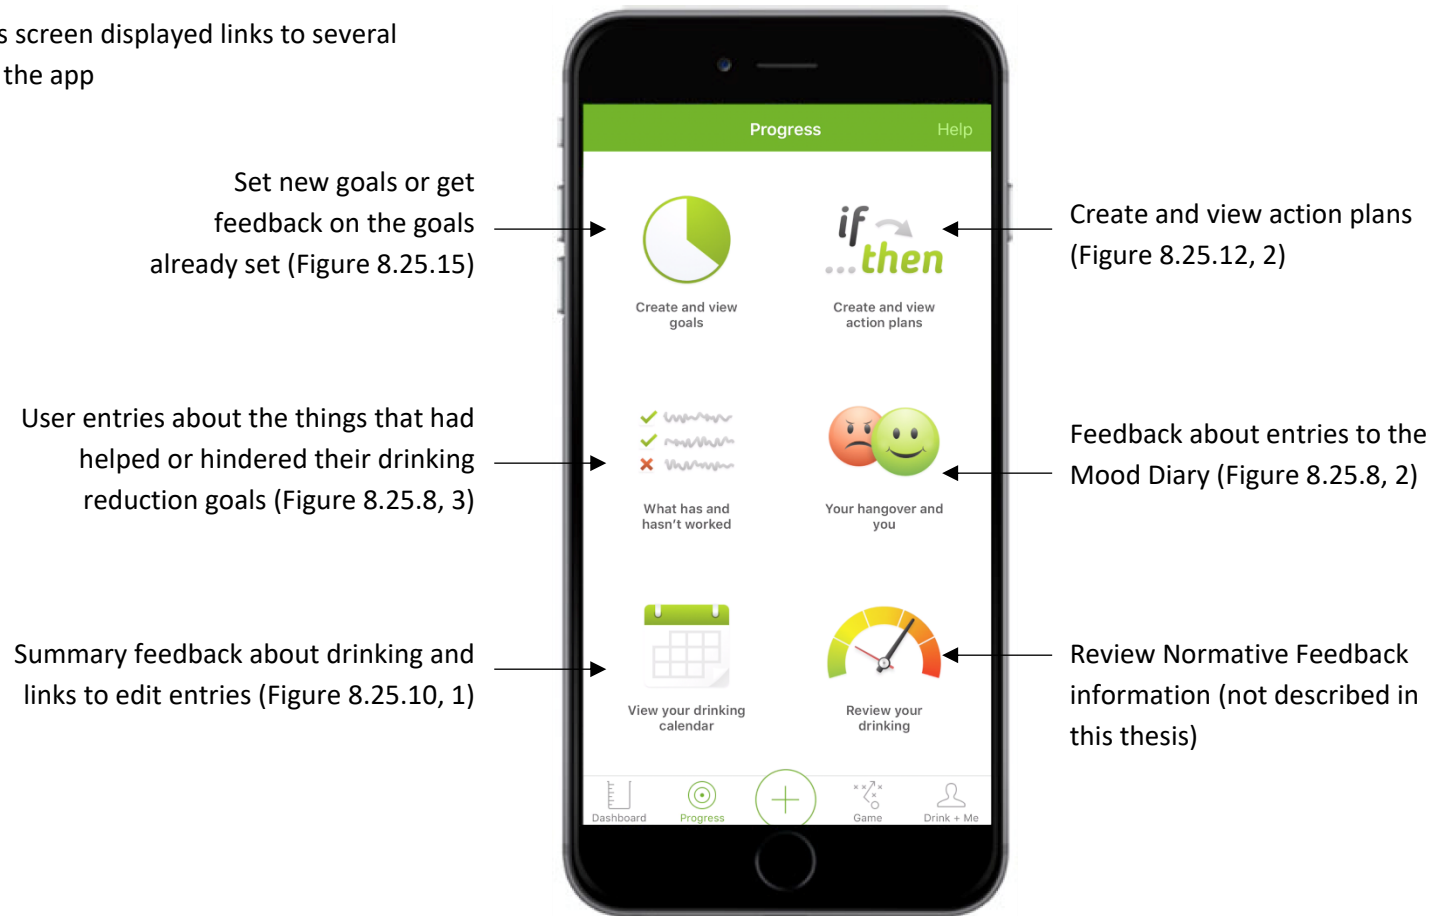 s screen displayed links to several
the app
Set new goals or get
feedback on the goals
already set (Figure 8.25.15)
User entries about the things that had
helped or hindered their drinking
reduction goals (Figure 8.25.8, 3)
Summary feedback about drinking and
links to edit entries (Figure 8.25.10, 1)
Progress
Help
if
...then
Create and view
goals
Create and view
action plans
What has and
hasn't worked
Your hangover and
you
View your drinking
calendar
Review your
drinking
Dashboard
Progress
Game
Drink + Me
Create and view action plans
(Figure 8.25.12, 2)
Feedback about entries to the
Mood Diary (Figure 8.25.8, 2)
Review Normative Feedback
information (not described in
this thesis)